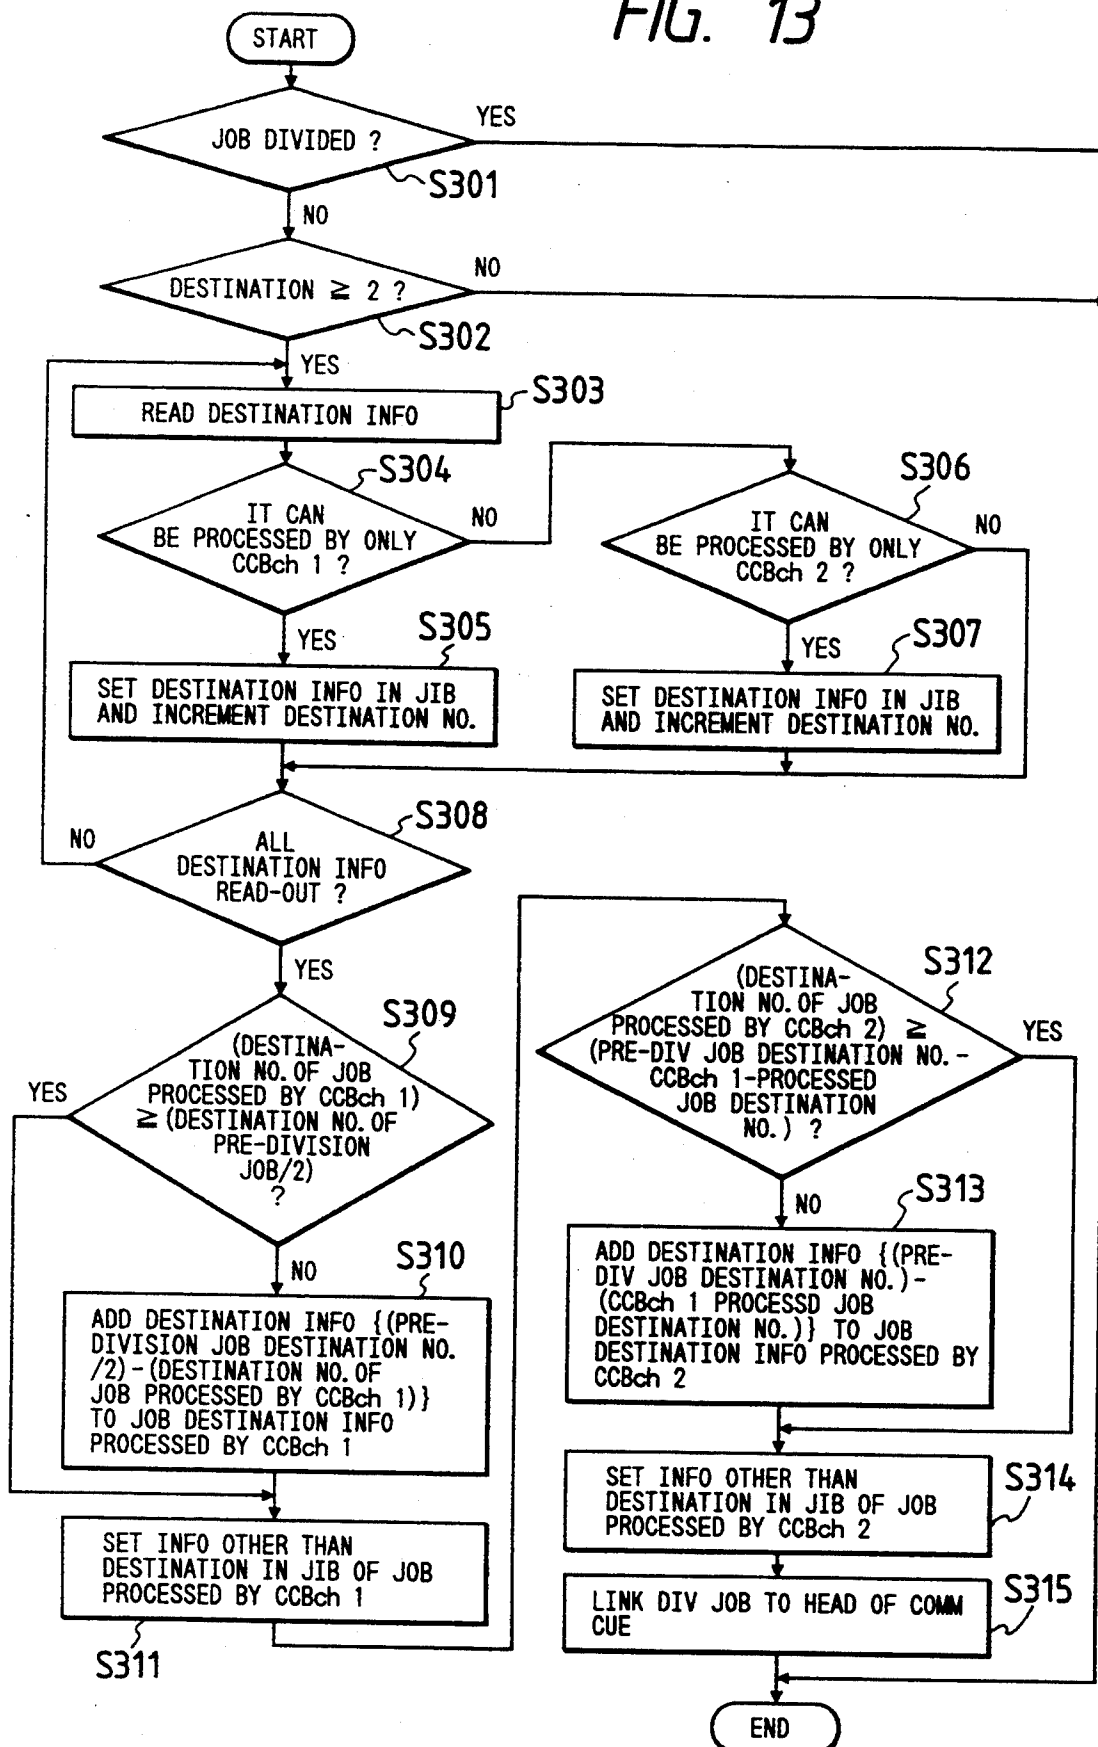 FIG. 13
START
JOB DIVIDED ?
YES
S301
NO
DESTINATION ≧ 2 ?
NO
S302
YES
READ DESTINATION INFO
S303
S304
IT CAN
BE PROCESSED BY ONLY
CCBch 1 ?
NO
YES
S306
IT CAN
BE PROCESSED BY ONLY
CCBch 2 ?
NO
YES
S305
SET DESTINATION INFO IN JIB
AND INCREMENT DESTINATION NO.
S307
SET DESTINATION INFO IN JIB
AND INCREMENT DESTINATION NO.
S308
ALL
DESTINATION INFO
READ-OUT ?
NO
YES
S309
(DESTINA-
TION NO. OF JOB
PROCESSED BY CCBch 1)
≧ (DESTINATION NO. OF
PRE-DIVISION
JOB/2)
?
YES
NO
S310
ADD DESTINATION INFO {(PRE-
DIVISION JOB DESTINATION NO.
/2)-(DESTINATION NO. OF
JOB PROCESSED BY CCBch 1)}
TO JOB DESTINATION INFO
PROCESSED BY CCBch 1
SET INFO OTHER THAN
DESTINATION IN JIB OF JOB
PROCESSED BY CCBch 1
S311
S312
(DESTINA-
TION NO. OF JOB
PROCESSED BY CCBch 2) ≧
(PRE-DIV JOB DESTINATION NO. -
CCBch 1-PROCESSED
JOB DESTINATION
NO.) ?
YES
NO
S313
ADD DESTINATION INFO {(PRE-
DIV JOB DESTINATION NO.)-
(CCBch 1 PROCESSD JOB
DESTINATION NO.)} TO JOB
DESTINATION INFO PROCESSED BY
CCBch 2
SET INFO OTHER THAN
DESTINATION IN JIB OF JOB
PROCESSED BY CCBch 2
S314
LINK DIV JOB TO HEAD OF COMM
CUE
S315
END